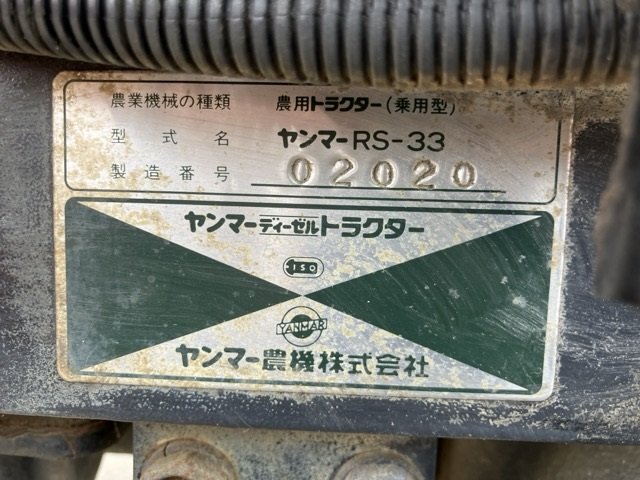 農業機械の種類 農用トラクター(乗用型)
型式名 ヤンマーRS-33
製造番号 02020
ヤンマーディーゼルトラクター
ISO
YANMAR
ヤンマー農機株式会社